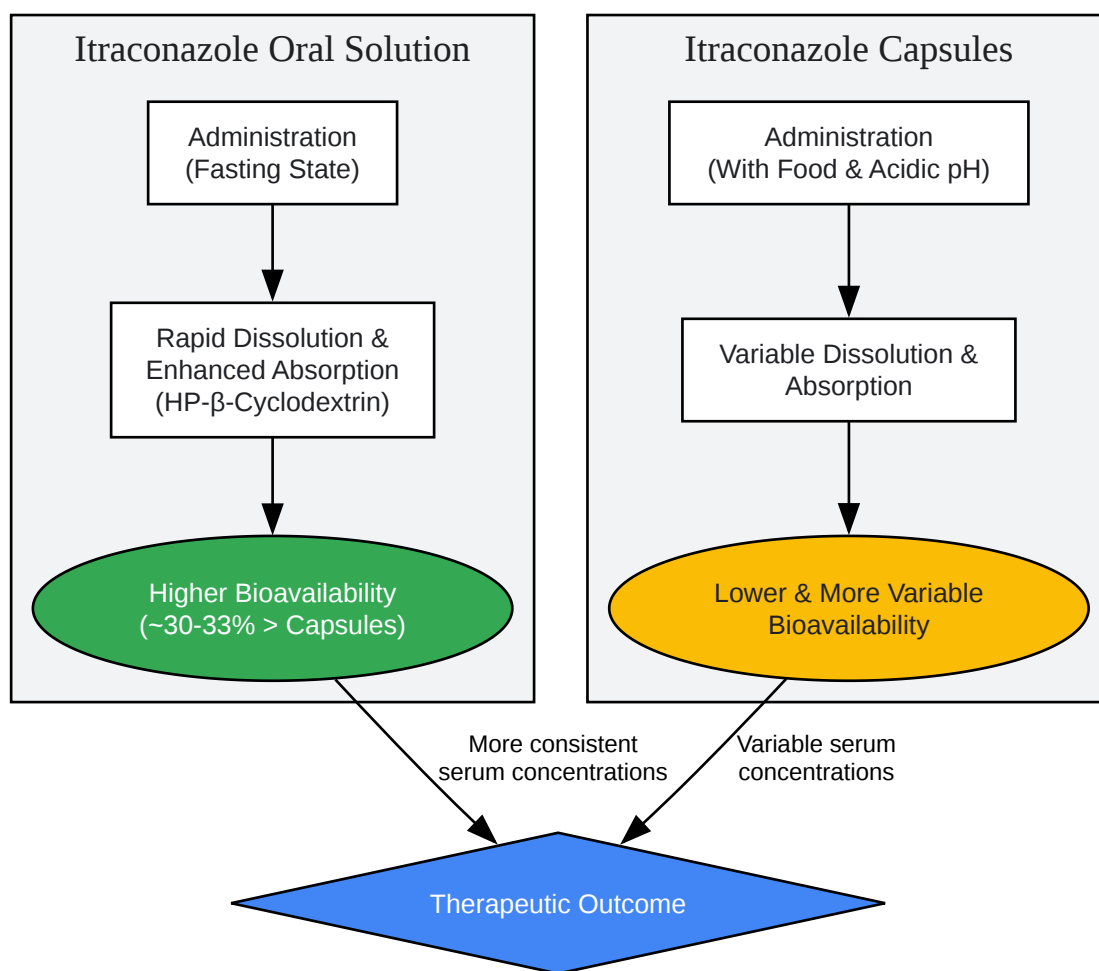 Itraconazole Oral Solution
Administration
(Fasting State)
Rapid Dissolution &
Enhanced Absorption
(HP-β-Cyclodextrin)
Higher Bioavailability
(~30-33% > Capsules)
Itraconazole Capsules
Administration
(With Food & Acidic pH)
Variable Dissolution &
Absorption
Lower & More Variable
Bioavailability
More consistent
serum concentrations
Variable serum
concentrations
Therapeutic Outcome